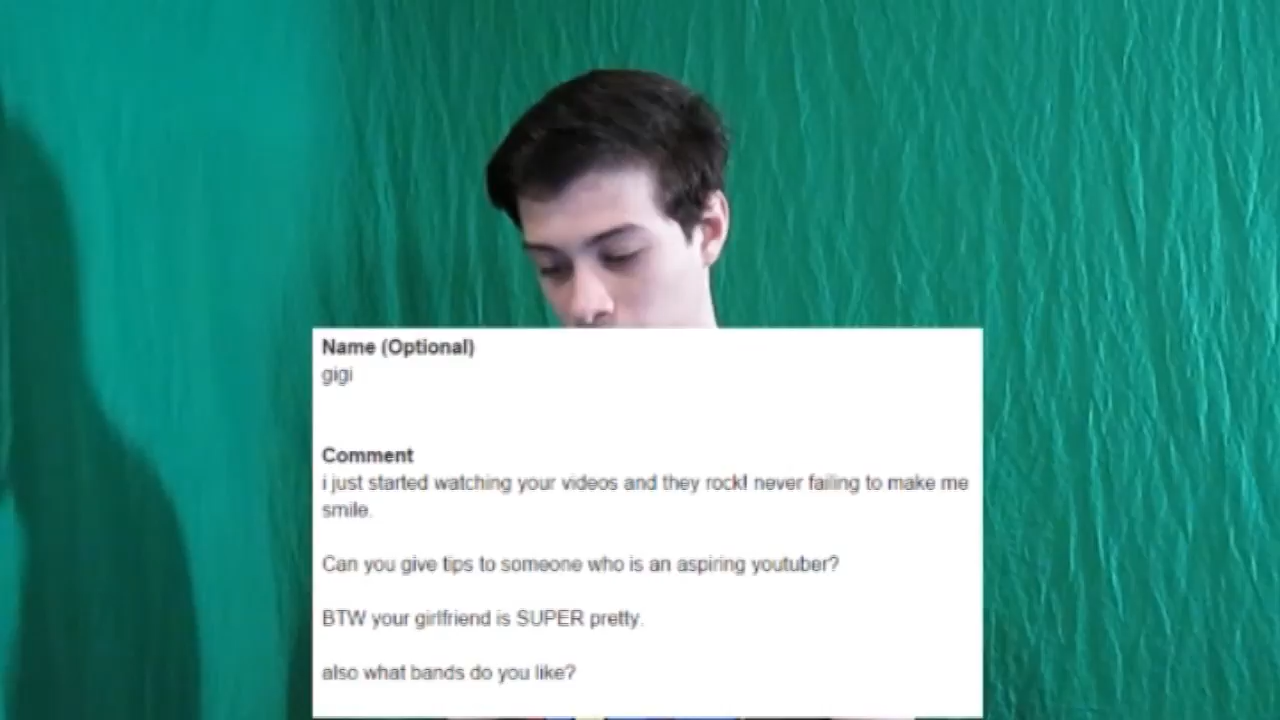 Name (Optional)
gigi
Comment
i just started watching your videos and they rock! never failing to make me
smile.
Can you give tips to someone who is an aspiring youtuber?
BTW your girlfriend is SUPER pretty.
also what bands do you like?